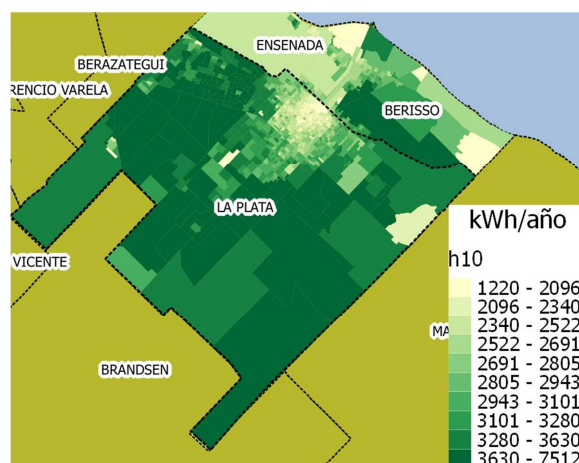 ENSENADA
BERAZATEGUI
RENCIO VARELA
BERISSO
LA PLATA
kWh/año
VICENTE
h10
MA
BRANDSEN
1220 - 2096
2096 - 2340
2340 - 2522
2522 - 2691
2691 - 2805
2805 - 2943
2943 - 3101
3101 - 3280
3280 - 3630
3630 - 7512